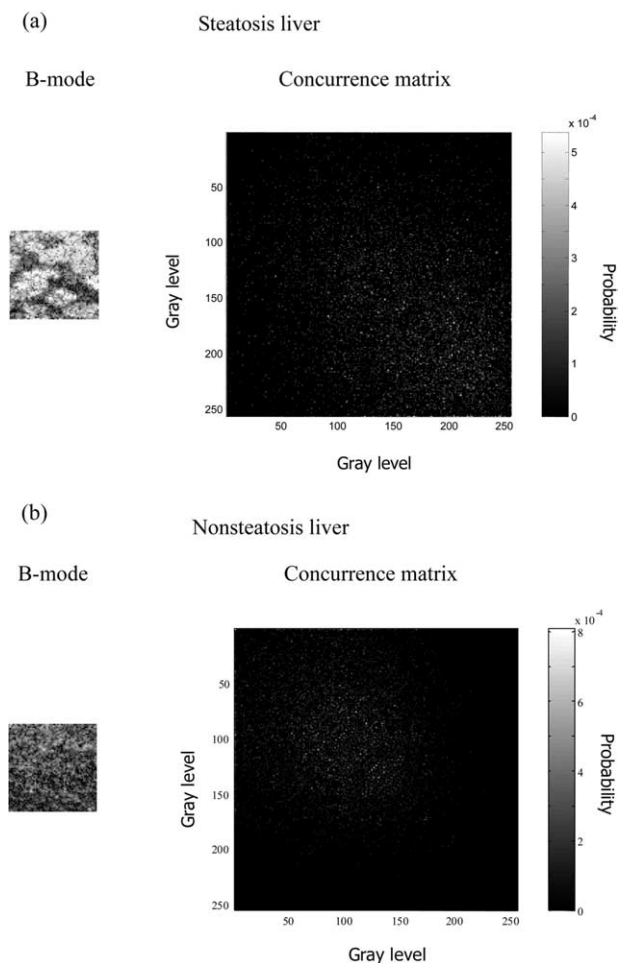 (a)
Steatosis liver
B-mode
Concurrence matrix
x 10⁻⁴
5
4
3
2
1
0
Probability
50
100
150
200
250
Gray level
50 100 150 200 250
Gray level
(b)
Nonsteatosis liver
B-mode
Concurrence matrix
x 10⁻⁴
8
6
4
2
0
Probability
50
100
150
200
250
Gray level
50 100 150 200 250
Gray level